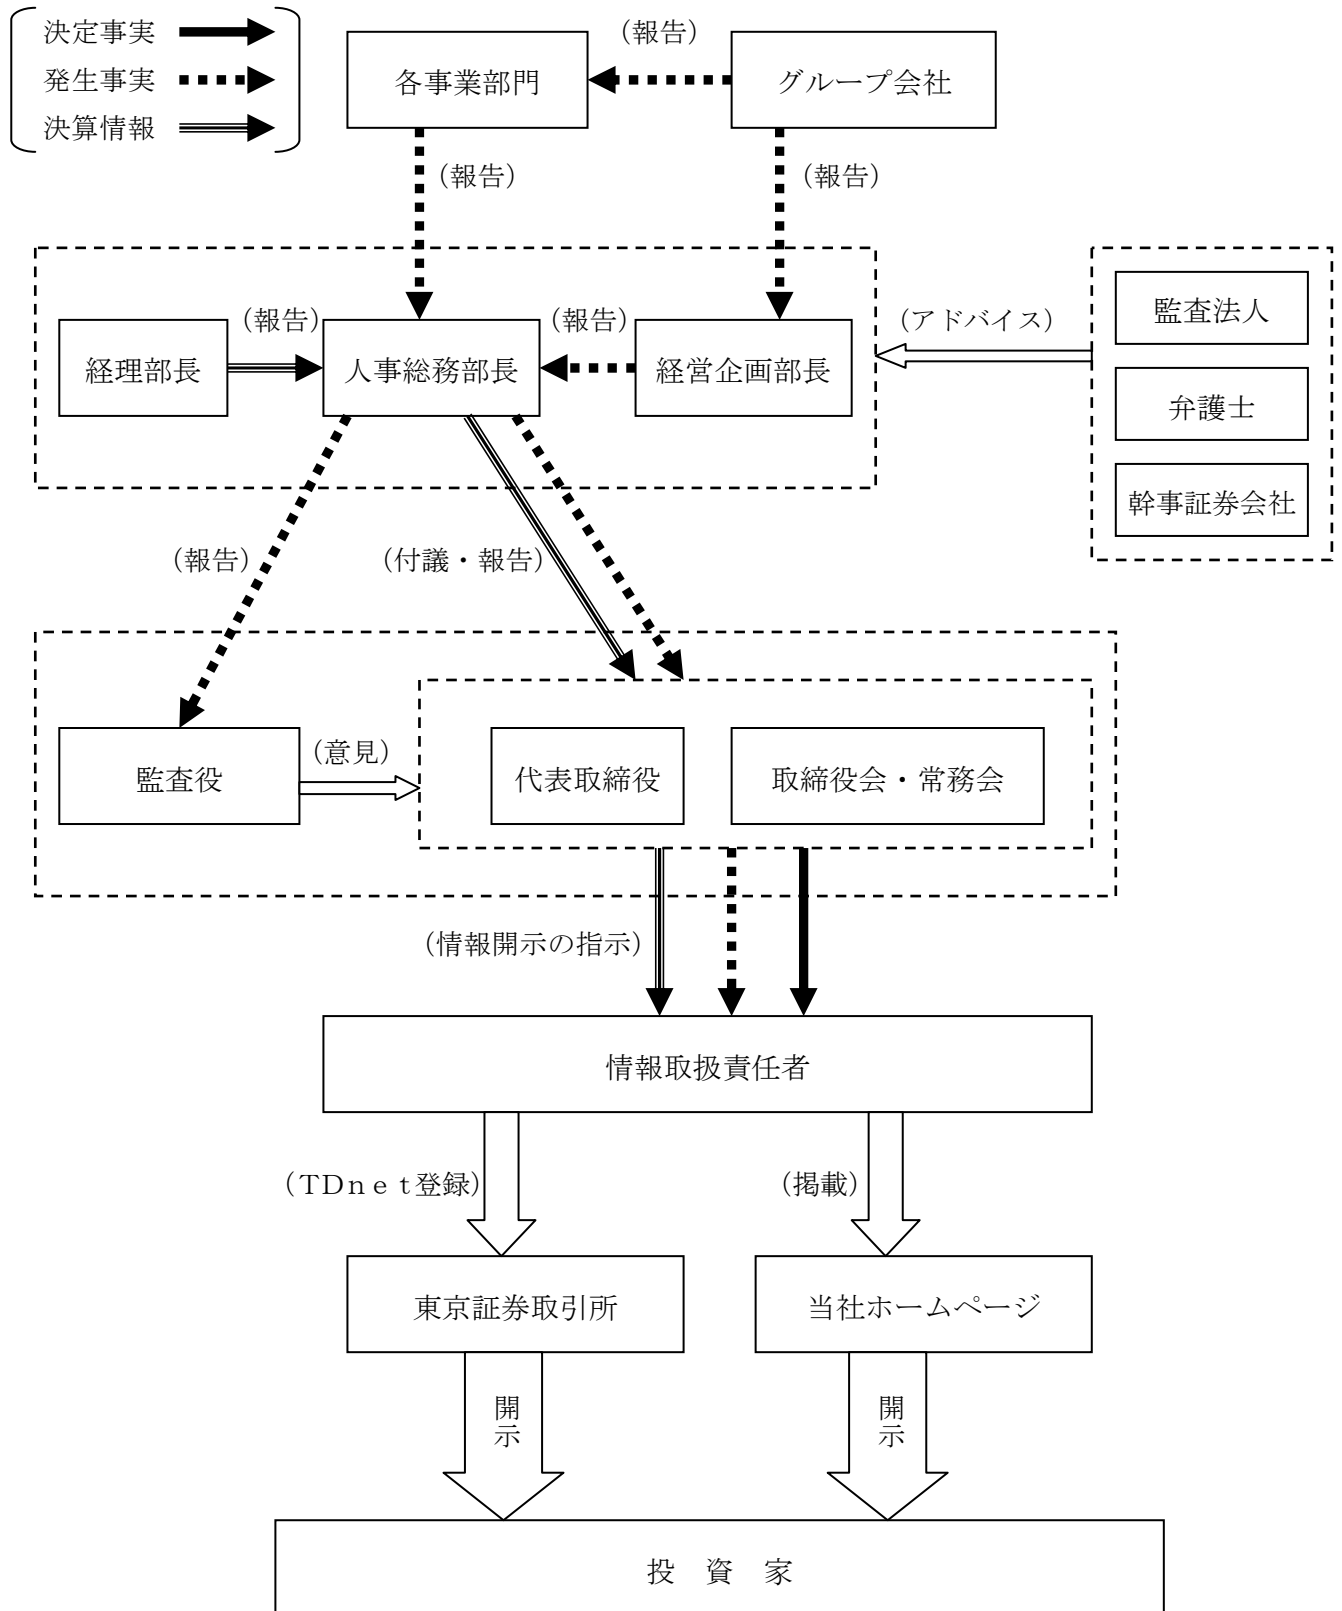 決定事実
発生事実
決算情報
各事業部門
(報告)
グループ会社
(報告)
(報告)
経理部長
(報告)
人事総務部長
(報告)
経営企画部長
(アドバイス)
監査法人
弁護士
幹事証券会社
(報告)
(付議・報告)
監査役
(意見)
代表取締役
取締役会・常務会
(情報開示の指示)
情報取扱責任者
(TDnet登録)
(掲載)
東京証券取引所
当社ホームページ
開示
開示
投 資 家